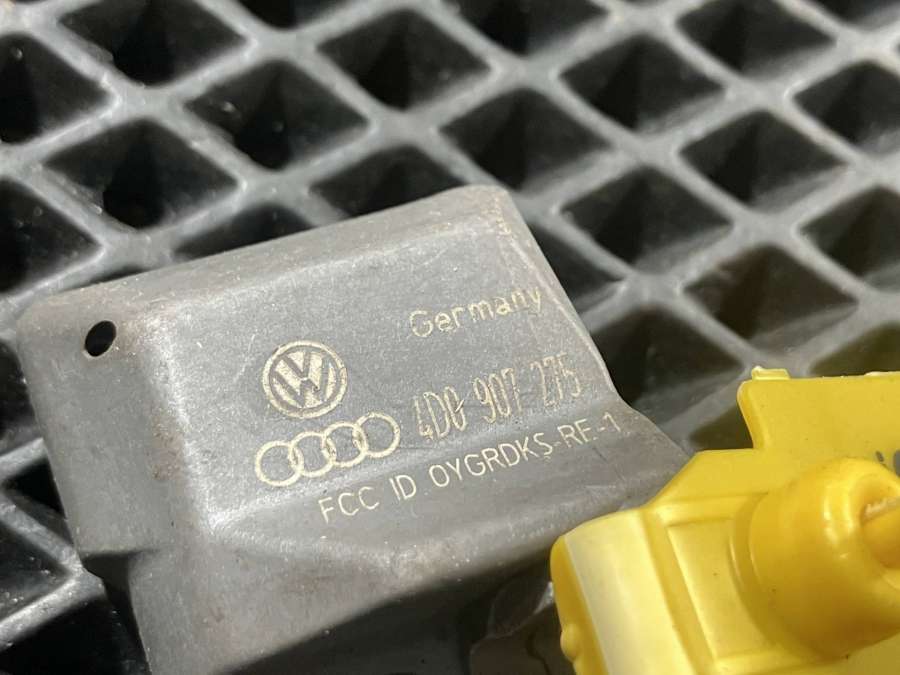 Germany
4D0 907 275
FCC ID OYGRDKS-RE-1